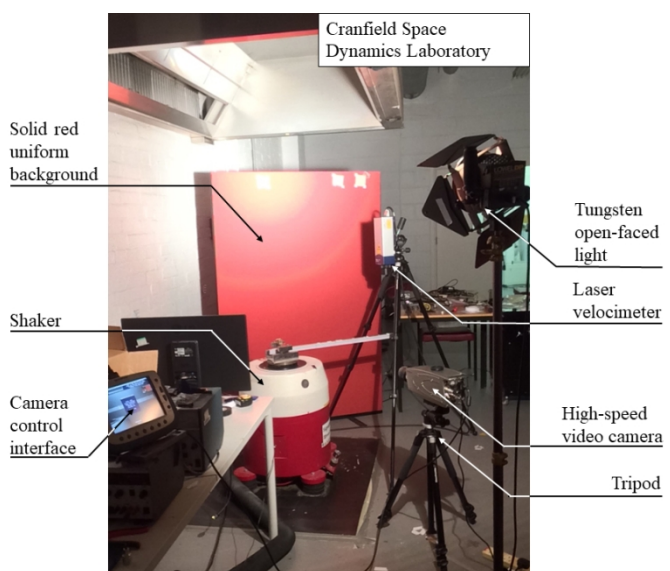 Cranfield Space
Dynamics Laboratory
Solid red
uniform
background
Shaker
Camera
control
interface
Tungsten
open-faced
light
Laser
velocimeter
High-speed
video camera
Tripod